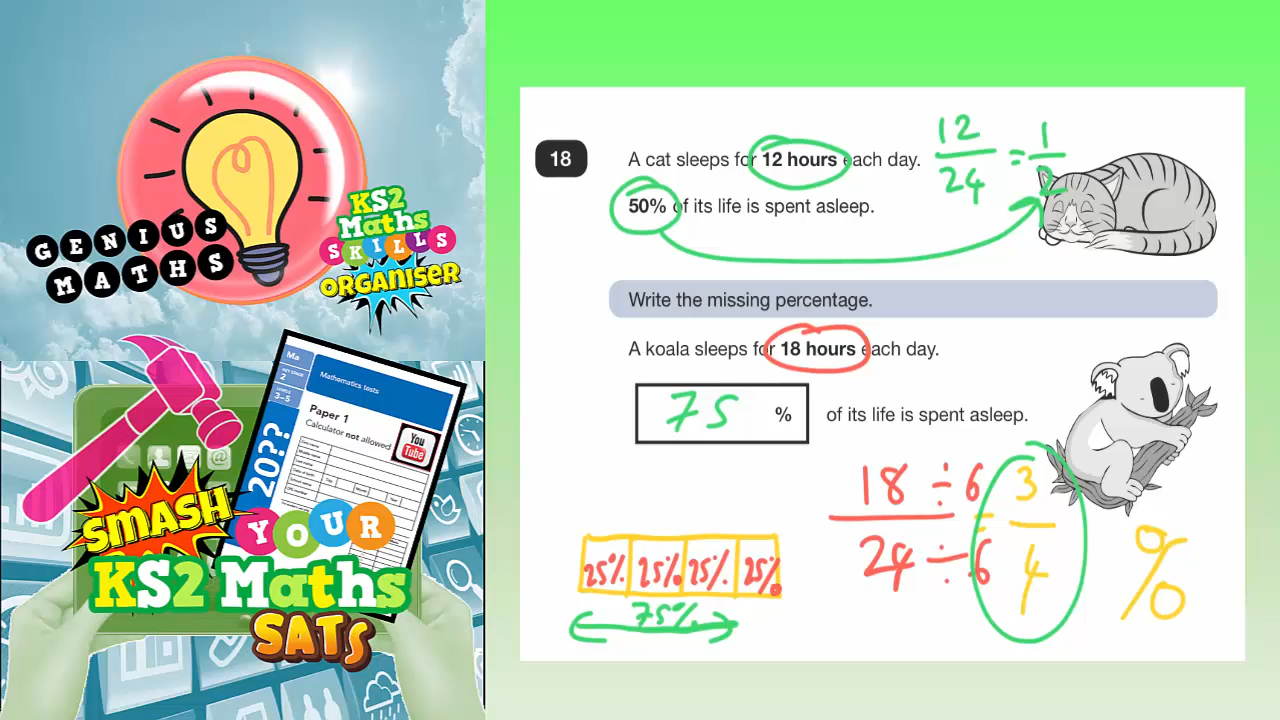 GENIUS
MATHS
KS2
Maths
SKILLS
ORGANISER
Ma
KEY STAGE
2
LEVELS
3–5
Mathematics tests
Paper 1
Calculator not allowed
You
Tube
20??
SMASH
YOUR
KS2 Maths
SATS
18
A cat sleeps for 12 hours each day.
50% of its life is spent asleep.
12/24 = 1/2
Write the missing percentage.
A koala sleeps for 18 hours each day.
75 % of its life is spent asleep.
18 ÷ 6 = 3
24 ÷ 6 4
%
25% 25% 25% 25%
75%